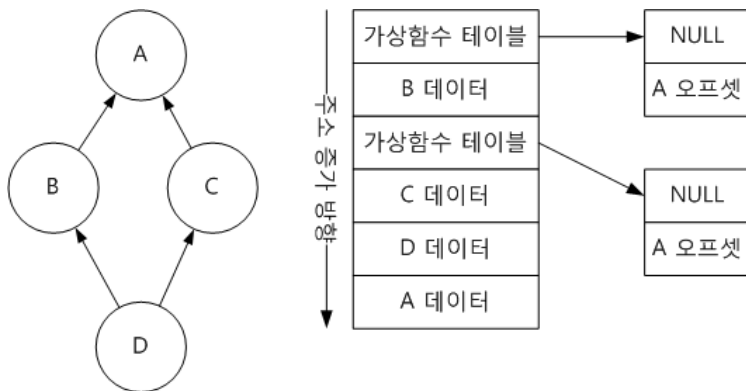 A
B
C
D
주소 증가 방향
가상함수 테이블
B 데이터
가상함수 테이블
C 데이터
D 데이터
A 데이터
NULL
A 오프셋
NULL
A 오프셋